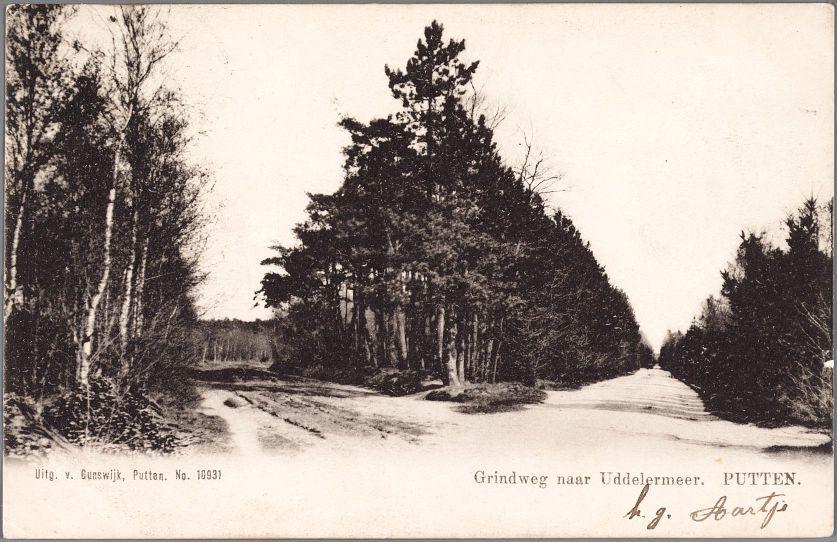 Uitg. v. Gunswijk, Putten. No. 10931
Grindweg naar Uddelermeer. PUTTEN.
h. g. Aartje